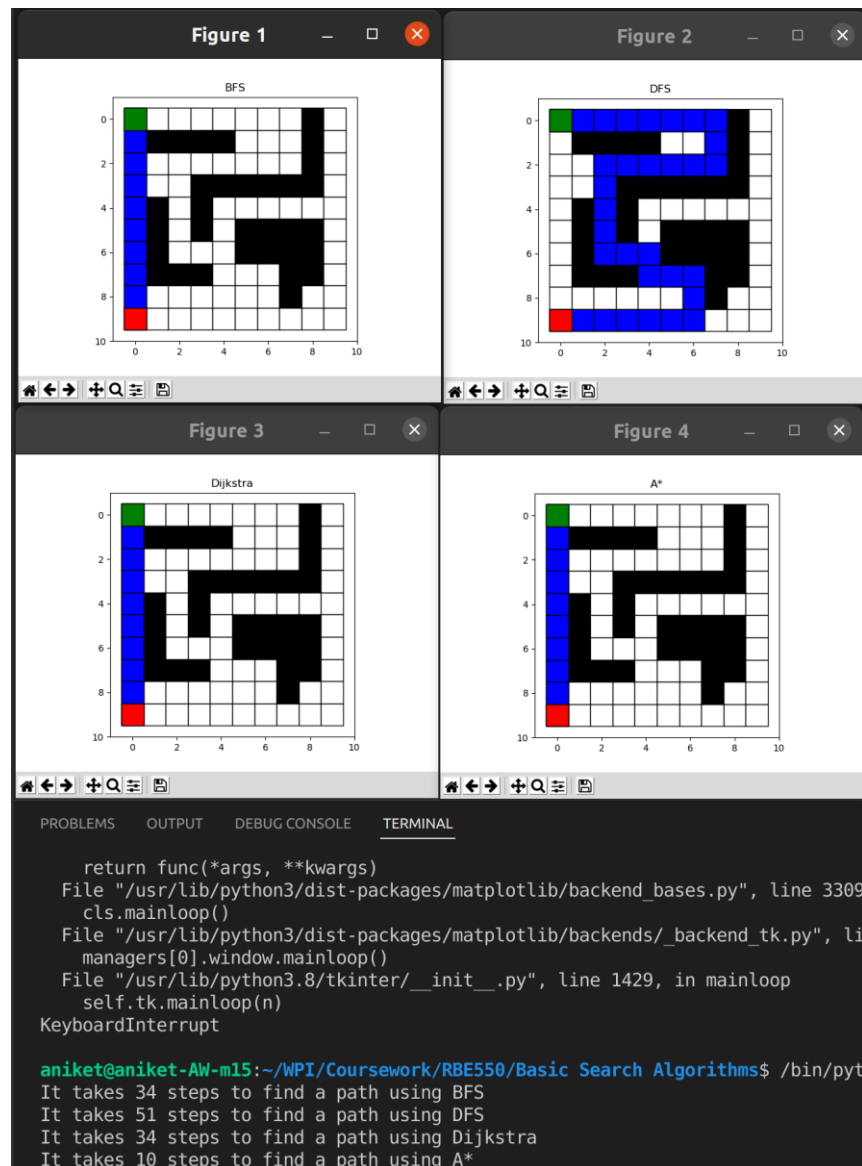 Figure 1
Figure 2
BFS
0
2
4
6
8
10
0 2 4 6 8 10
DFS
0
2
4
6
8
10
0 2 4 6 8 10
Figure 3
Figure 4
Dijkstra
0
2
4
6
8
10
0 2 4 6 8 10
A*
0
2
4
6
8
10
0 2 4 6 8 10
PROBLEMS OUTPUT DEBUG CONSOLE TERMINAL
return func(*args, **kwargs)
File "/usr/lib/python3/dist-packages/matplotlib/backend_bases.py", line 3309
cls.mainloop()
File "/usr/lib/python3/dist-packages/matplotlib/backends/_backend_tk.py", li
managers[0].window.mainloop()
File "/usr/lib/python3.8/tkinter/__init__.py", line 1429, in mainloop
self.tk.mainloop(n)
KeyboardInterrupt
aniket@aniket-AW-m15:~/WPI/Coursework/RBE550/Basic Search Algorithms$ /bin/pyt
It takes 34 steps to find a path using BFS
It takes 51 steps to find a path using DFS
It takes 34 steps to find a path using Dijkstra
It takes 10 steps to find a path using A*